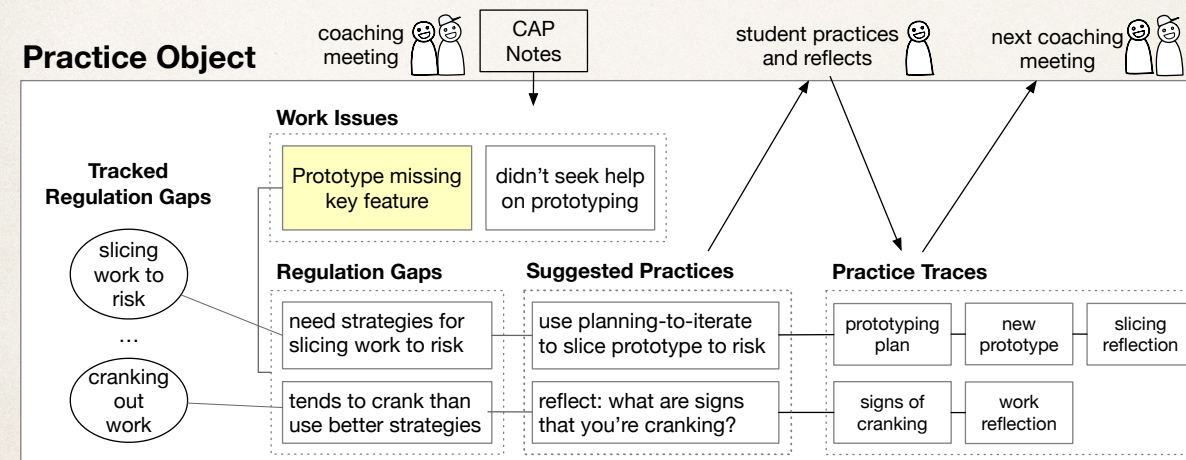 Practice Object
coaching
meeting
CAP
Notes
student practices
and reflects
next coaching
meeting
Work Issues
Prototype missing
key feature
didn't seek help
on prototyping
Tracked
Regulation Gaps
slicing
work to
risk
...
cranking
out
work
Regulation Gaps
need strategies for
slicing work to risk
tends to crank than
use better strategies
Suggested Practices
use planning-to-iterate
to slice prototype to risk
reflect: what are signs
that you're cranking?
Practice Traces
prototyping
plan
new
prototype
slicing
reflection
signs of
cranking
work
reflection